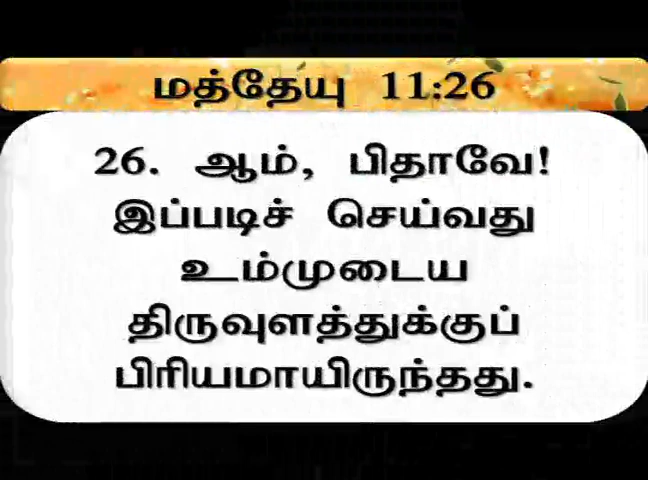 மத்தேயு 11:26
26. ஆம், பிதாவே!
இப்படிச் செய்வது
உம்முடைய
திருவுளத்துக்குப்
பிரியமாயிருந்தது.